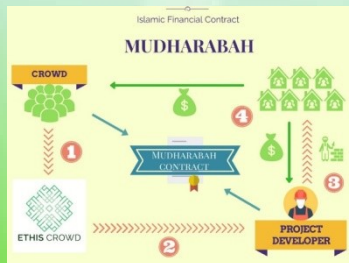 Islamic Financial Contract
MUDHARABAH
CROWD
$
4
1
MUDHARABAH
CONTRACT
$
3
ETHIS CROWD
2
PROJECT
DEVELOPER